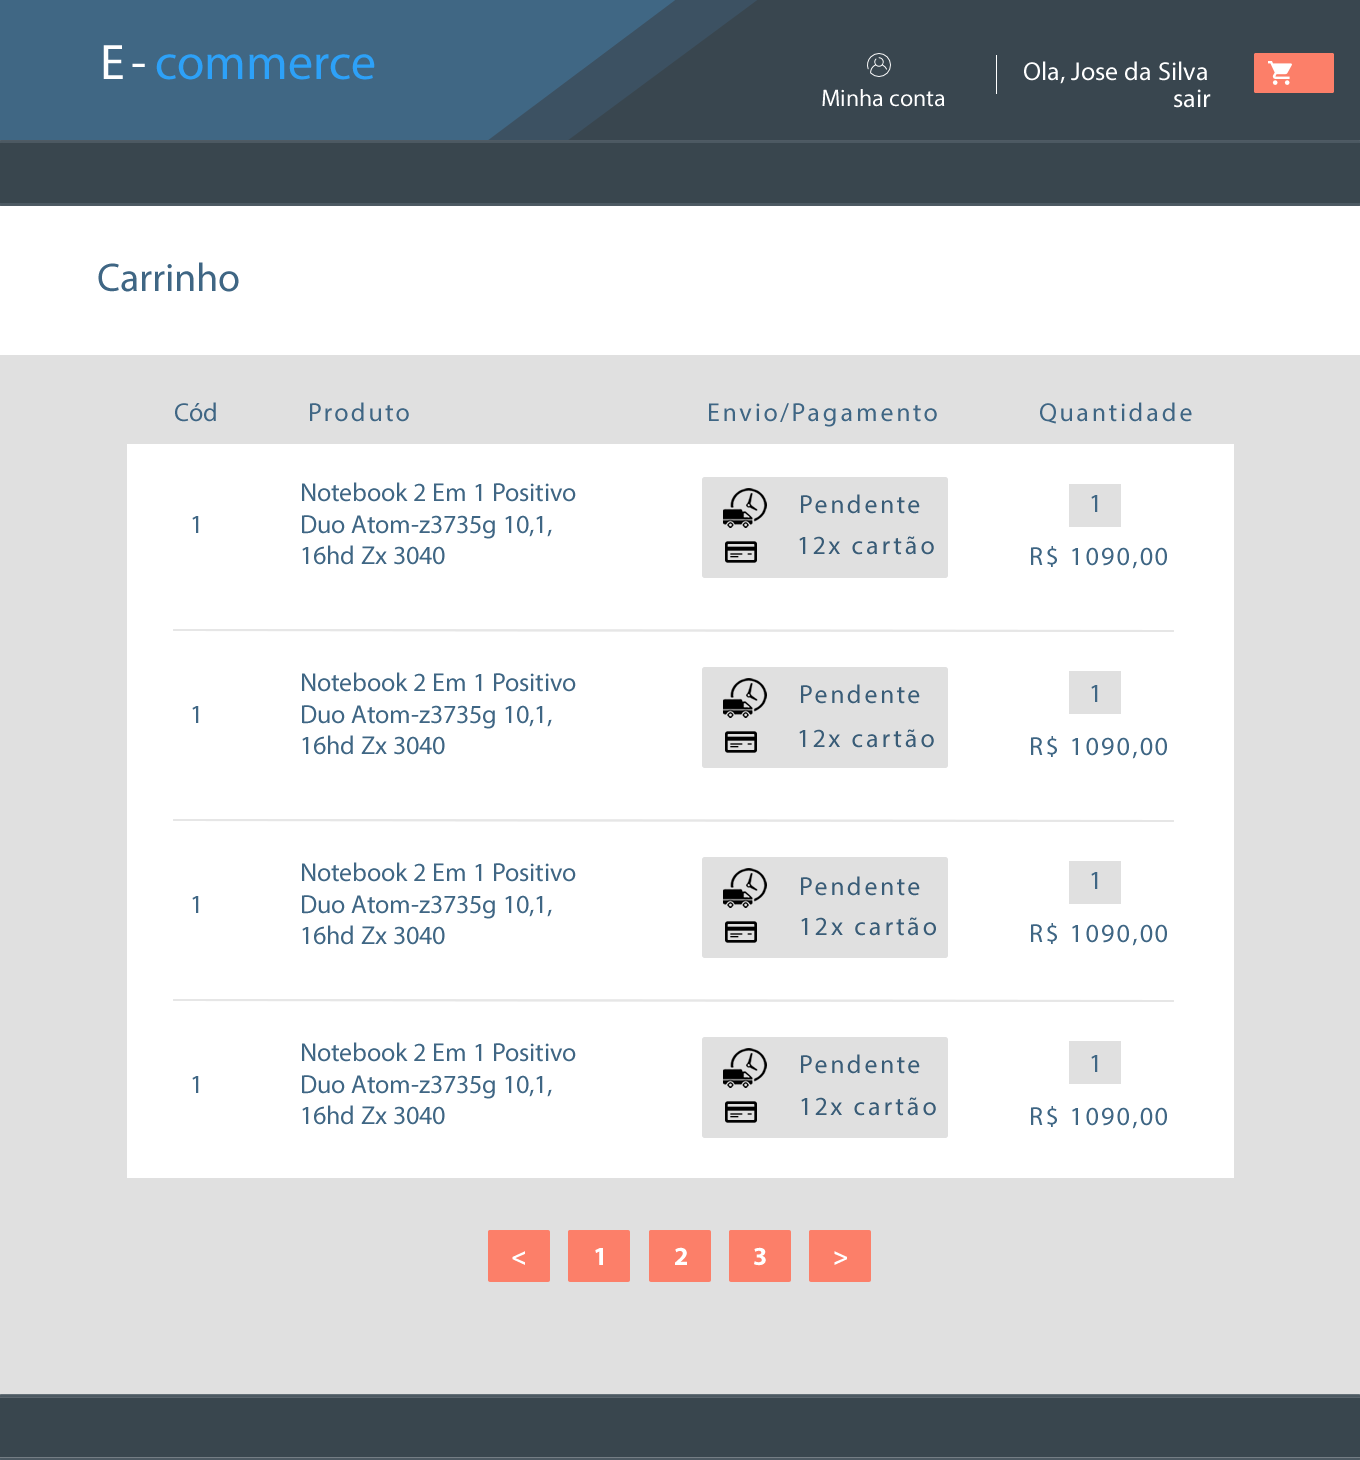 E - commerce
Minha conta
Ola, Jose da Silva
sair
Carrinho
Cód Produto Envio/Pagamento Quantidade
1
Notebook 2 Em 1 Positivo
Duo Atom-z3735g 10,1,
16hd Zx 3040
Pendente
12x cartão
1
R$ 1090,00
1
Notebook 2 Em 1 Positivo
Duo Atom-z3735g 10,1,
16hd Zx 3040
Pendente
12x cartão
1
R$ 1090,00
1
Notebook 2 Em 1 Positivo
Duo Atom-z3735g 10,1,
16hd Zx 3040
Pendente
12x cartão
1
R$ 1090,00
1
Notebook 2 Em 1 Positivo
Duo Atom-z3735g 10,1,
16hd Zx 3040
Pendente
12x cartão
1
R$ 1090,00
< 1 2 3 >